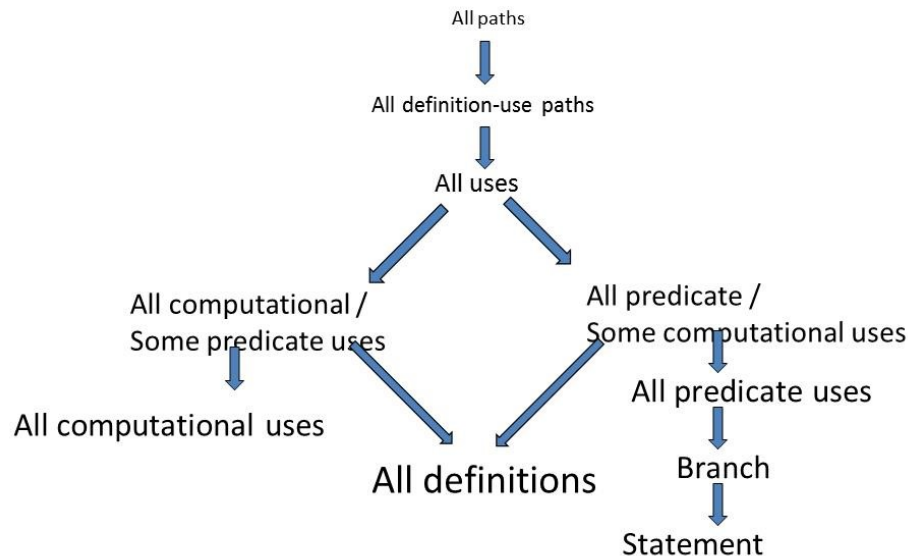 All paths
All definition-use paths
All uses
All computational /
Some predicate uses
All predicate /
Some computational uses
All computational uses
All predicate uses
All definitions
Branch
Statement